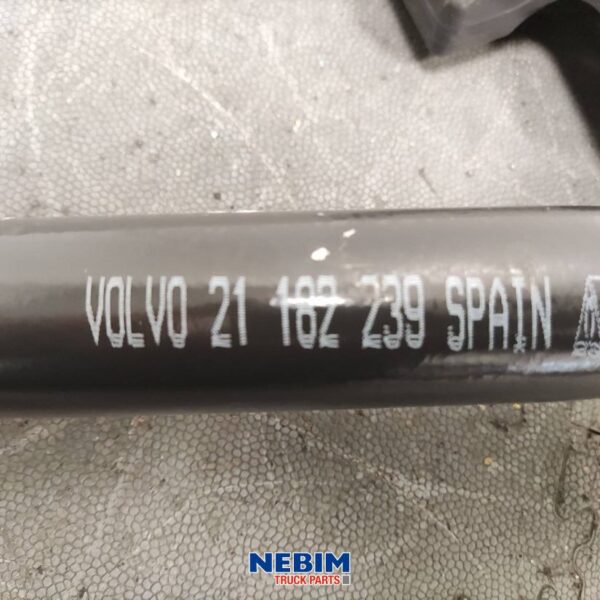 VOLVO 21 182 239 SPAIN
NEBIM
TRUCK PARTS